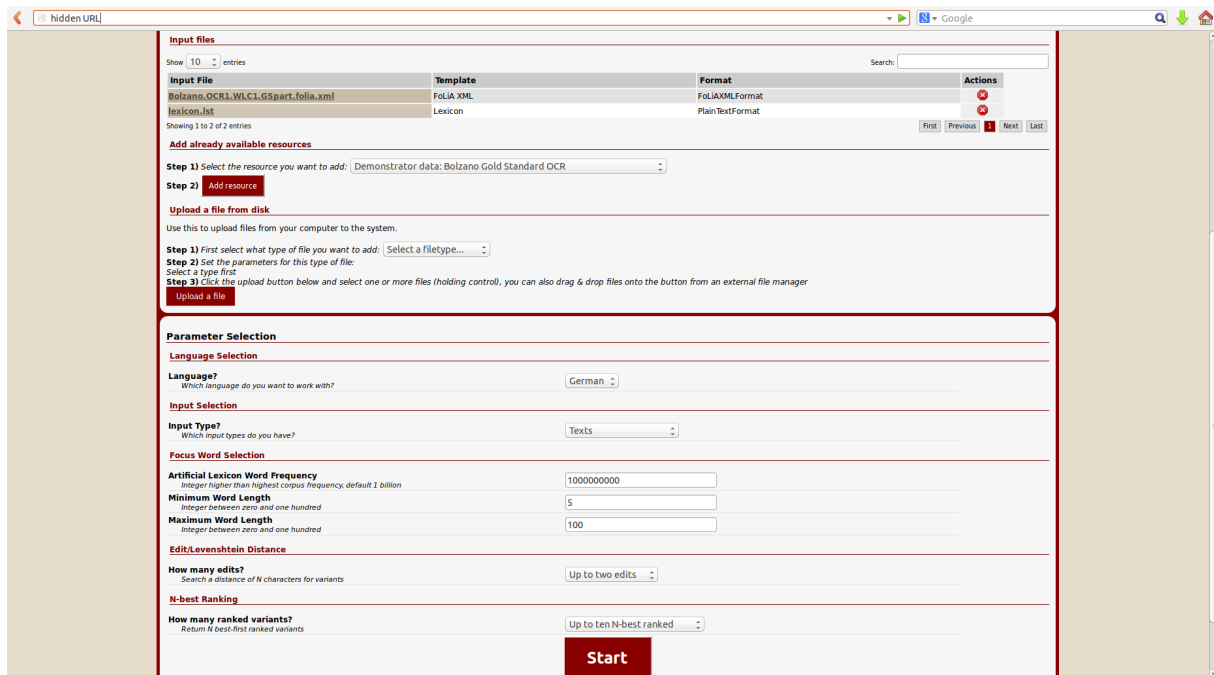 hidden URL
Google
Input files
Show 10 entries
Search:
Input File Template Format Actions
Bolzano.OCR1.WLC1.GSpart.folia.xml FoLiA XML FoLiAXMLFormat
lexicon.lst Lexicon PlainTextFormat
Showing 1 to 2 of 2 entries
First Previous 1 Next Last
Add already available resources
Step 1) Select the resource you want to add: Demonstrator data: Bolzano Gold Standard OCR
Step 2) Add resource
Upload a file from disk
Use this to upload files from your computer to the system.
Step 1) First select what type of file you want to add: Select a filetype...
Step 2) Set the parameters for this type of file:
Select a type first
Step 3) Click the upload button below and select one or more files (holding control), you can also drag & drop files onto the button from an external file manager
Upload a file
Parameter Selection
Language Selection
Language?
Which language do you want to work with?
German
Input Selection
Input Type?
Which input types do you have?
Texts
Focus Word Selection
Artificial Lexicon Word Frequency
Integer higher than highest corpus frequency, default 1 billion
1000000000
Minimum Word Length
Integer between zero and one hundred
5
Maximum Word Length
Integer between zero and one hundred
100
Edit/Levenshtein Distance
How many edits?
Search a distance of N characters for variants
Up to two edits
N-best Ranking
How many ranked variants?
Return N best-first ranked variants
Up to ten N-best ranked
Start